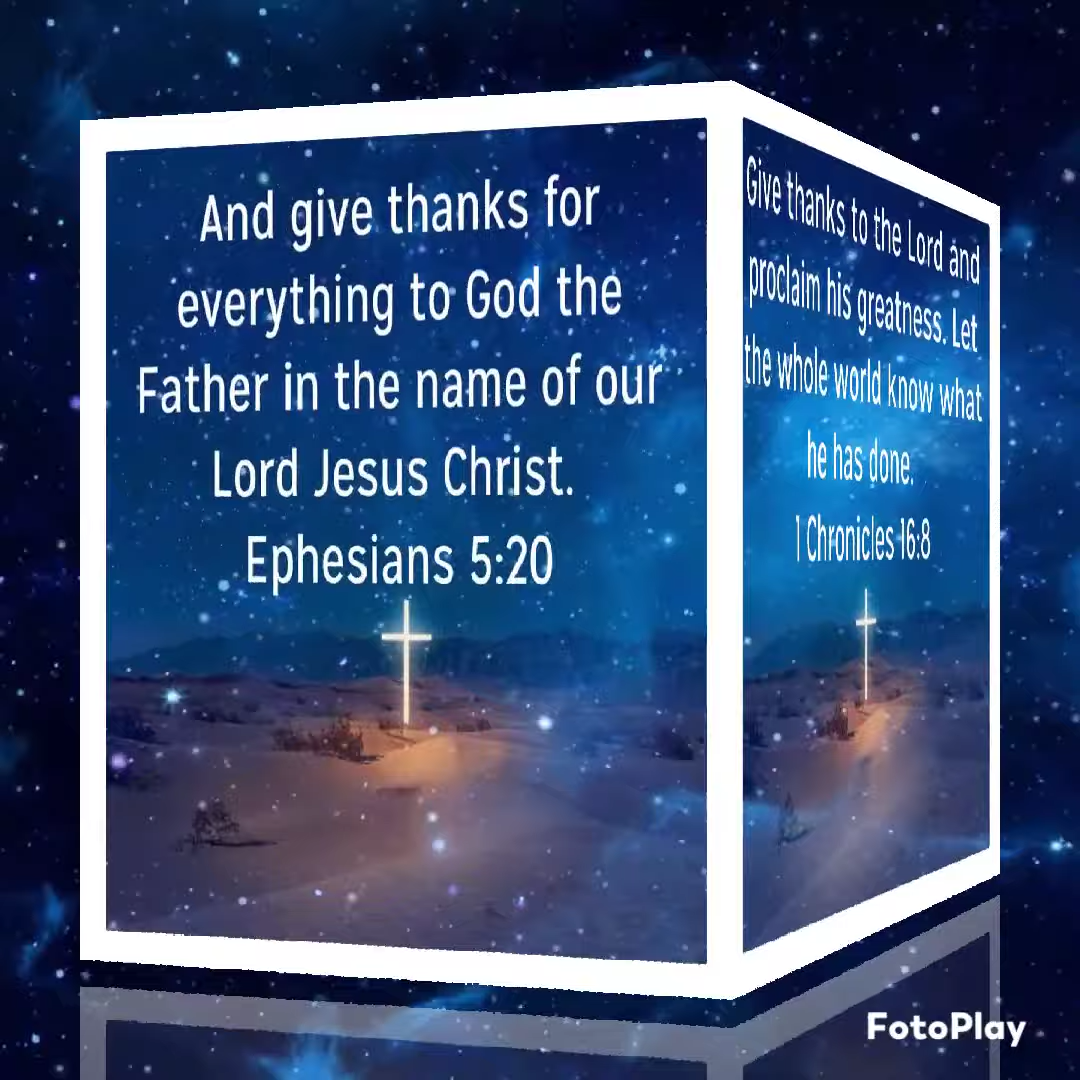 And give thanks for
everything to God the
Father in the name of our
Lord Jesus Christ.
Ephesians 5:20
Give thanks to the Lord and
proclaim his greatness. Let
the whole world know what
he has done.
1 Chronicles 16:8
FotoPlay